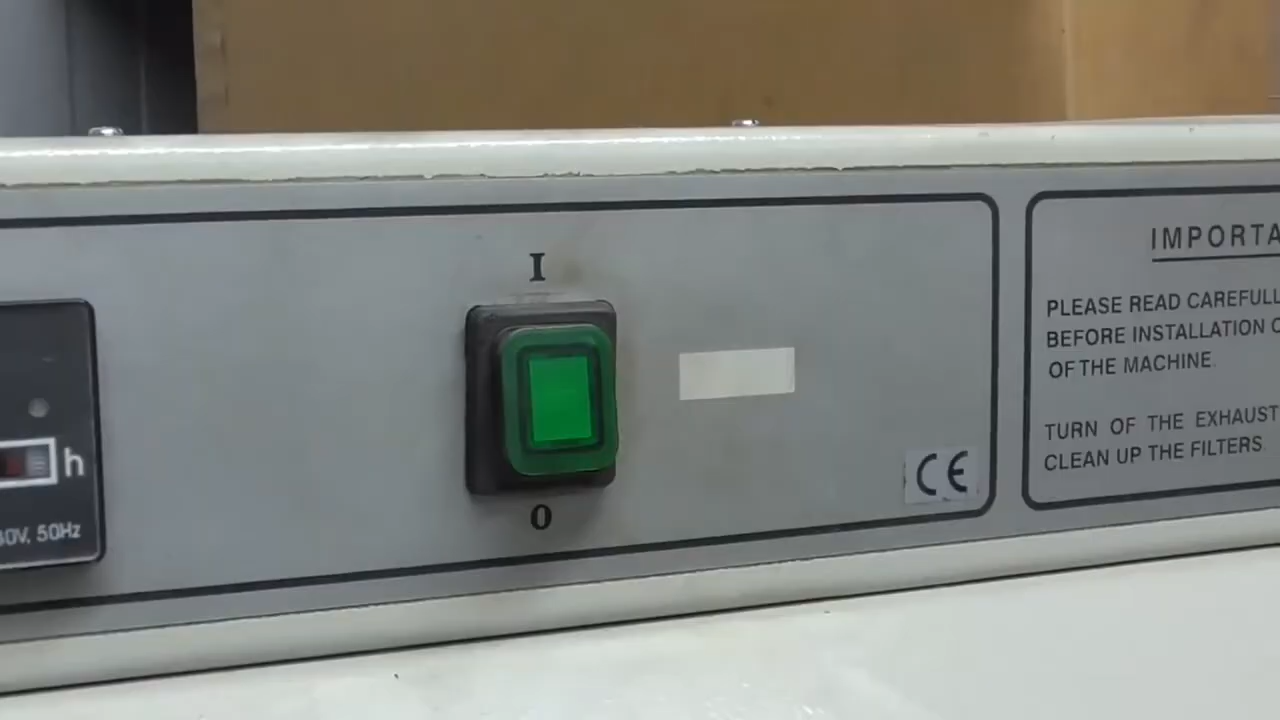 I
0
h
0V, 50Hz
CE
IMPORTA
PLEASE READ CAREFULL
BEFORE INSTALLATION
OF THE MACHINE.
TURN OF THE EXHAUST
CLEAN UP THE FILTERS.